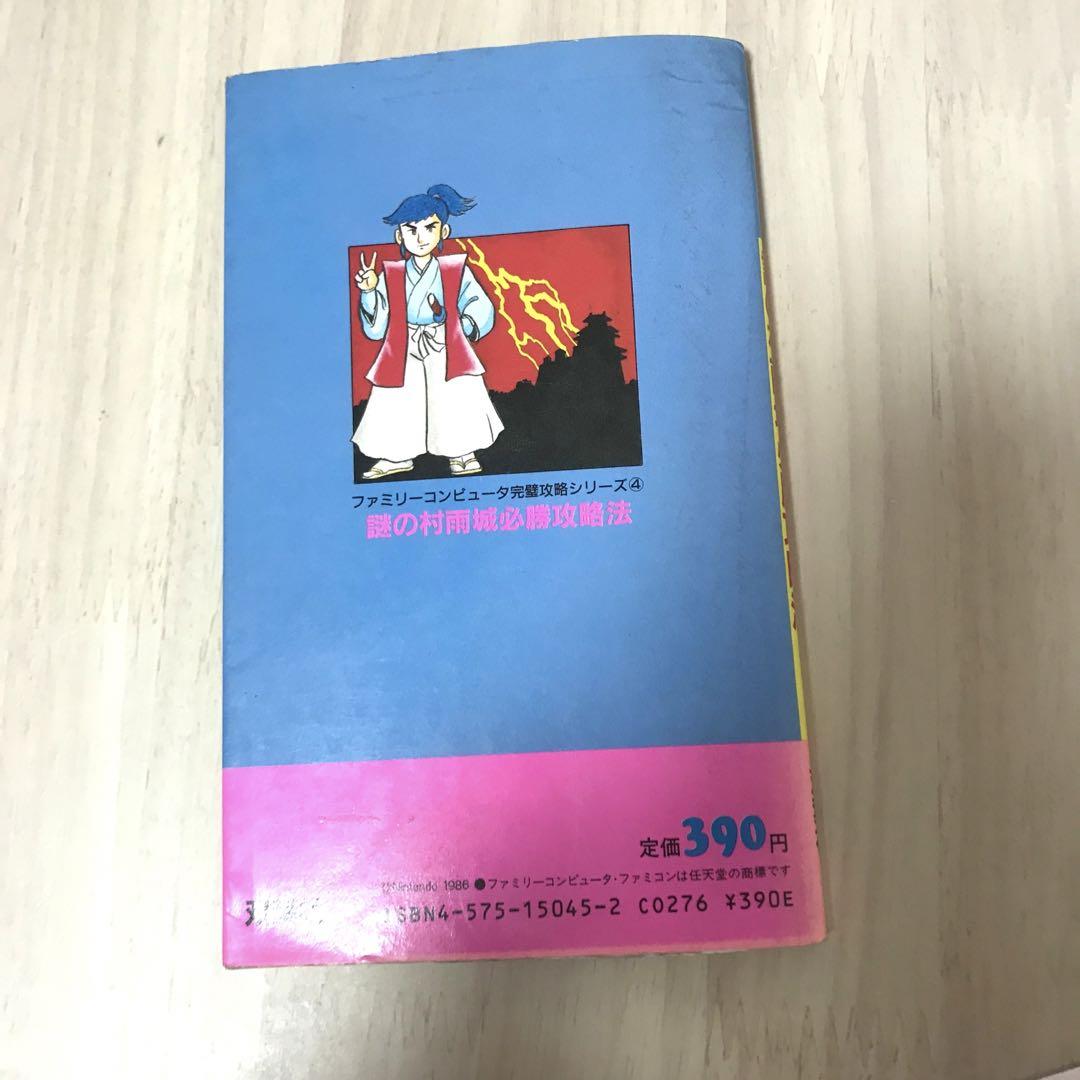 ファミリーコンピュータ完璧攻略シリーズ④
謎の村雨城必勝攻略法
定価390円
©Nintendo 1986 ●ファミリーコンピュータ・ファミコンは任天堂の商標です
ISBN4-575-15045-2 C0276 ¥390E